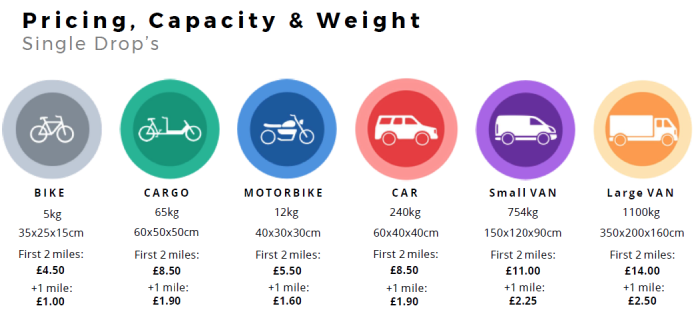 Pricing, Capacity & Weight
Single Drop's
BIKE
5kg
35x25x15cm
First 2 miles:
£4.50
+1 mile:
£1.00
CARGO
65kg
60x50x50cm
First 2 miles:
£8.50
+1 mile:
£1.90
MOTORBIKE
12kg
40x30x30cm
First 2 miles:
£5.50
+1 mile:
£1.60
CAR
240kg
60x40x40cm
First 2 miles:
£8.50
+1 mile:
£1.90
Small VAN
754kg
150x120x90cm
First 2 miles:
£11.00
+1 mile:
£2.25
Large VAN
1100kg
350x200x160cm
First 2 miles:
£14.00
+1 mile:
£2.50